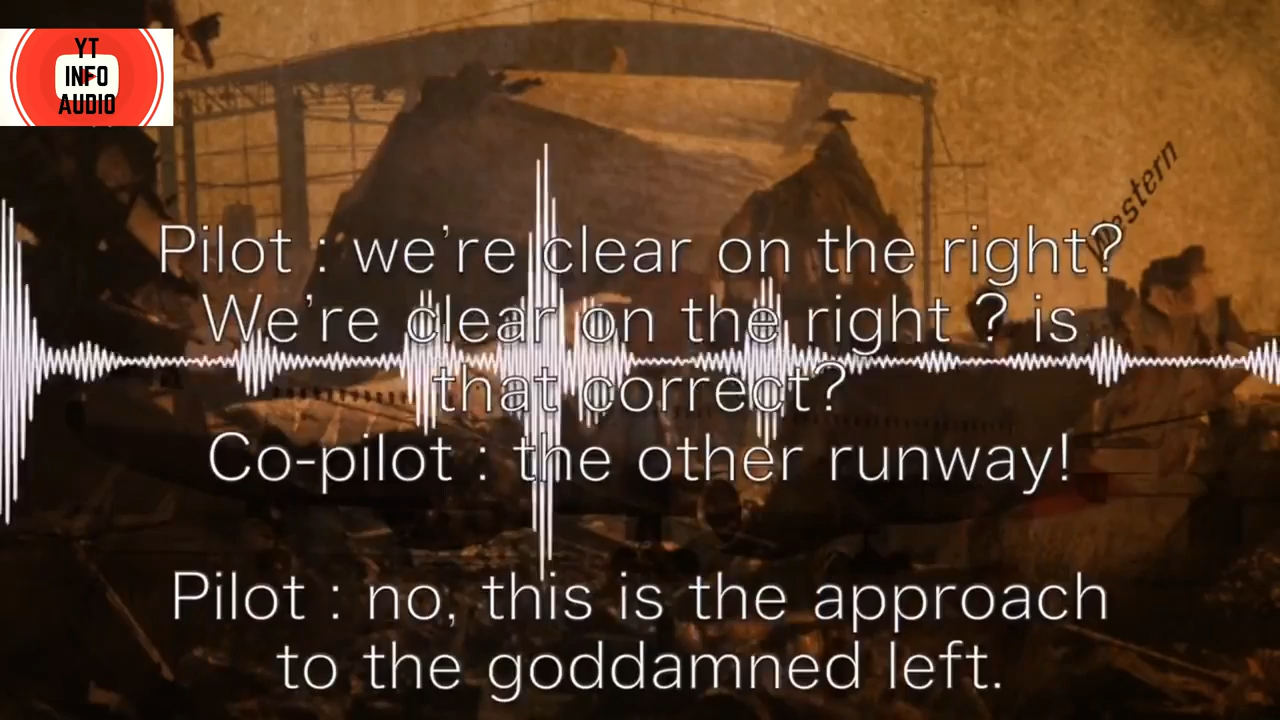 YT
INFO
AUDIO
Western
Pilot : we're clear on the right?
We're clear on the right ? is
that correct?
Co-pilot : the other runway!
Pilot : no, this is the approach
to the goddamned left.